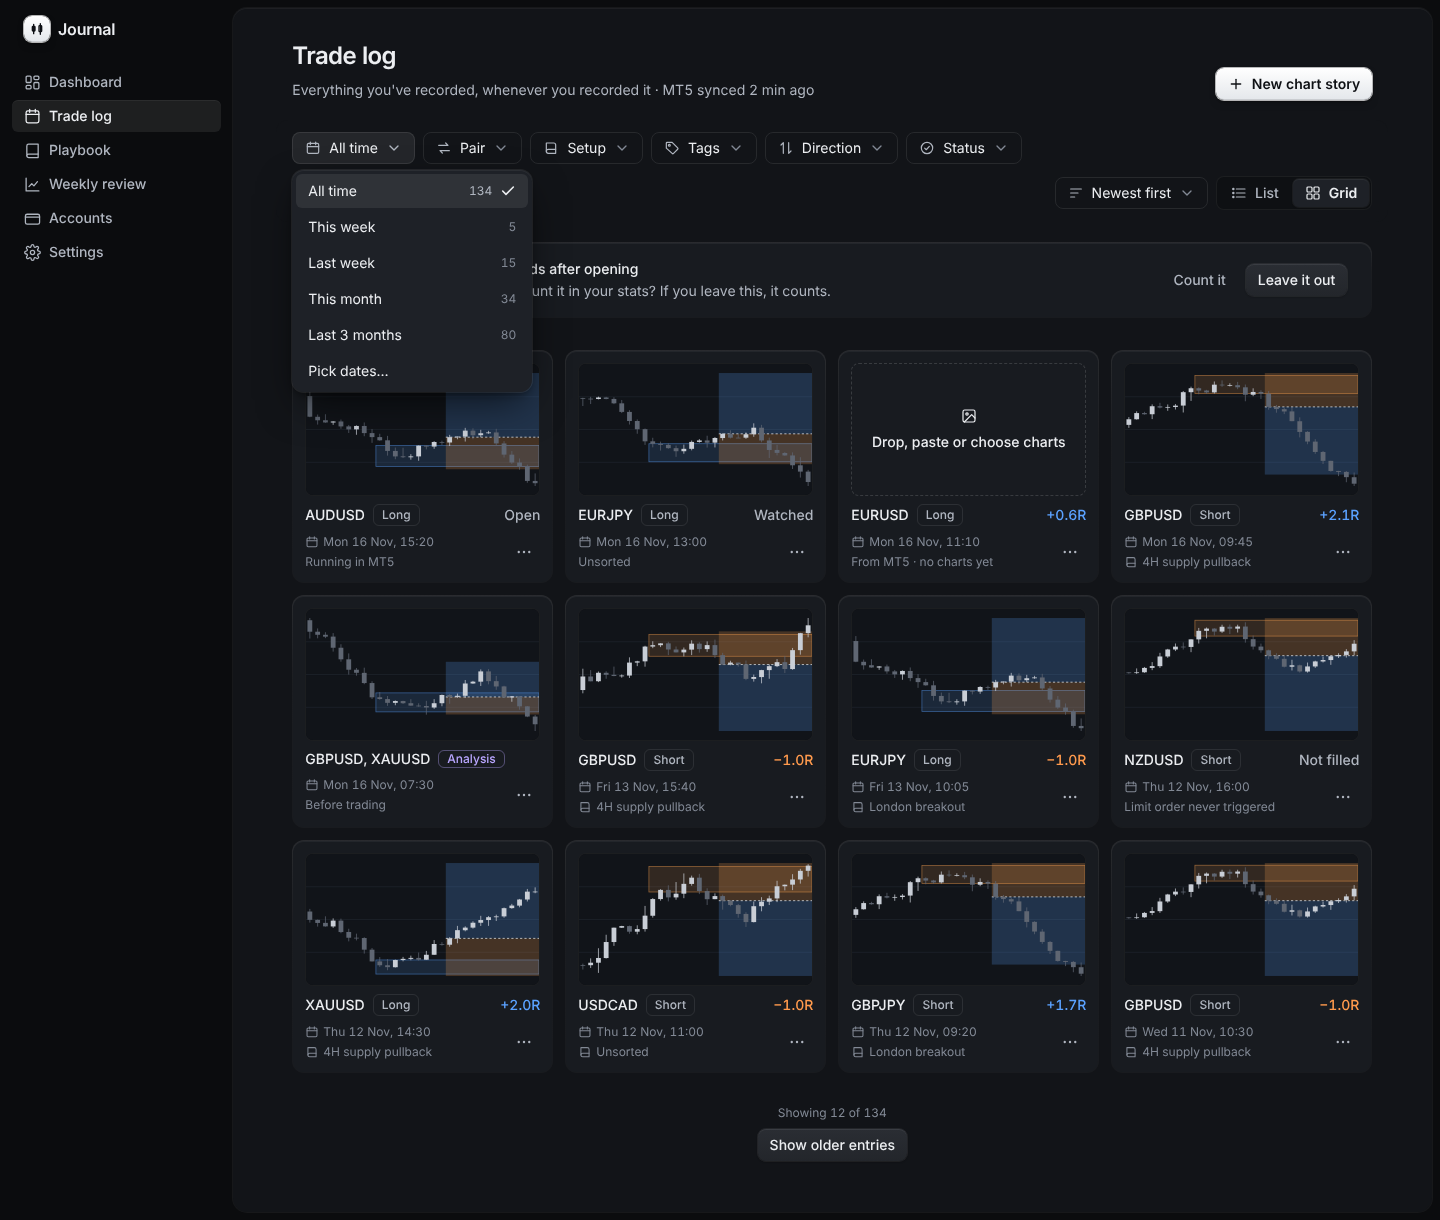 Journal
Dashboard
Trade log
Playbook
Weekly review
Accounts
Settings
Trade log
Everything you've recorded, whenever you recorded it · MT5 synced 2 min ago
New chart story
All time
Pair
Setup
Tags
Direction
Status
All time 134
This week 5
Last week 15
This month 34
Last 3 months 80
Pick dates...
Newest first
List
Grid
after opening
it in your stats? If you leave this, it counts.
Count it
Leave it out
AUDUSD Long Open
Mon 16 Nov, 15:20
Running in MT5
EURJPY Long Watched
Mon 16 Nov, 13:00
Unsorted
Drop, paste or choose charts
EURUSD Long +0.6R
Mon 16 Nov, 11:10
From MT5 · no charts yet
GBPUSD Short +2.1R
Mon 16 Nov, 09:45
4H supply pullback
GBPUSD, XAUUSD Analysis
Mon 16 Nov, 07:30
Before trading
GBPUSD Short −1.0R
Fri 13 Nov, 15:40
4H supply pullback
EURJPY Long −1.0R
Fri 13 Nov, 10:05
London breakout
NZDUSD Short Not filled
Thu 12 Nov, 16:00
Limit order never triggered
XAUUSD Long +2.0R
Thu 12 Nov, 14:30
4H supply pullback
USDCAD Short −1.0R
Thu 12 Nov, 11:00
Unsorted
GBPJPY Short +1.7R
Thu 12 Nov, 09:20
London breakout
GBPUSD Short −1.0R
Wed 11 Nov, 10:30
4H supply pullback
Showing 12 of 134
Show older entries